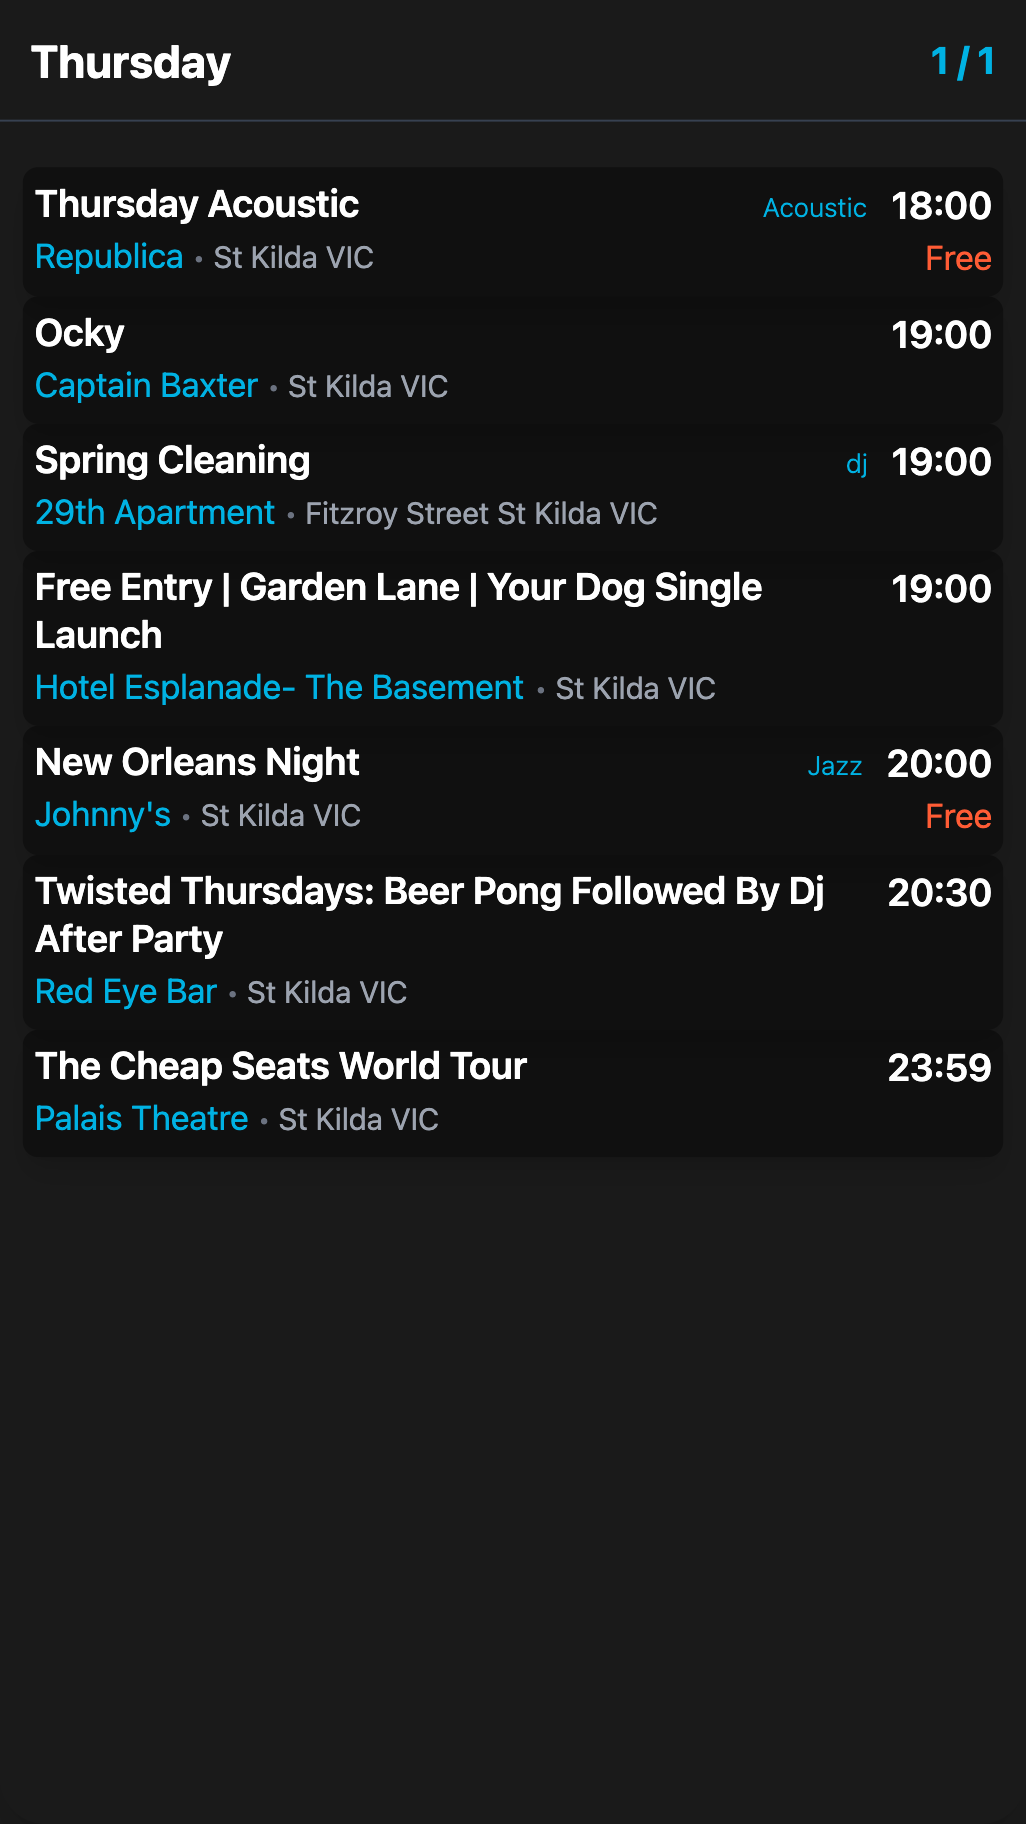 Thursday 1/1
Thursday Acoustic Acoustic 18:00
Republica • St Kilda VIC Free
Ocky 19:00
Captain Baxter • St Kilda VIC
Spring Cleaning dj 19:00
29th Apartment • Fitzroy Street St Kilda VIC
Free Entry | Garden Lane | Your Dog Single 19:00
Launch
Hotel Esplanade- The Basement • St Kilda VIC
New Orleans Night Jazz 20:00
Johnny's • St Kilda VIC Free
Twisted Thursdays: Beer Pong Followed By Dj 20:30
After Party
Red Eye Bar • St Kilda VIC
The Cheap Seats World Tour 23:59
Palais Theatre • St Kilda VIC